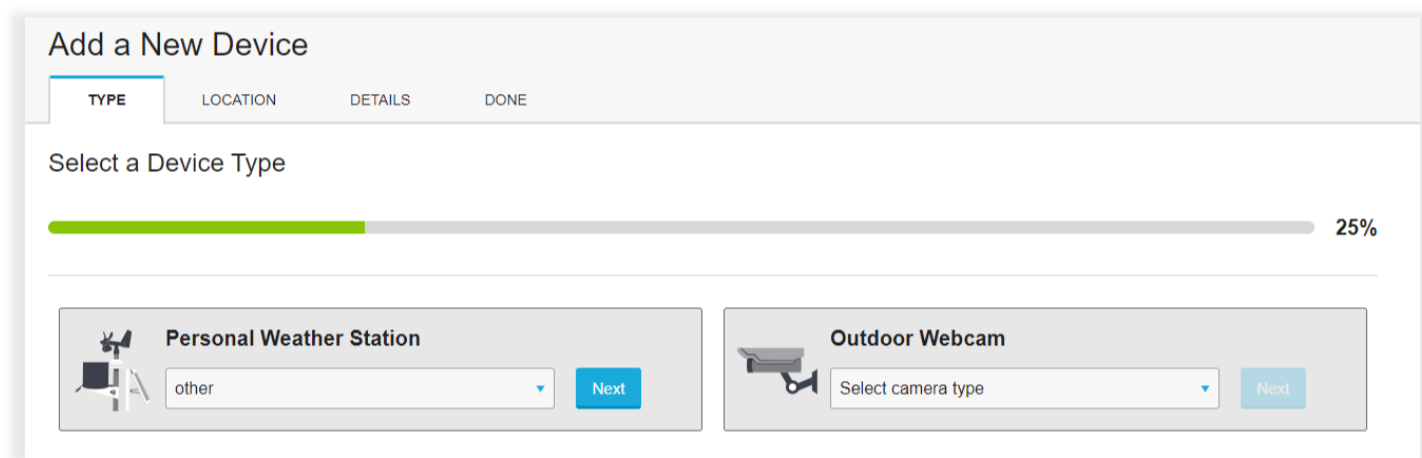 Add a New Device
TYPE LOCATION DETAILS DONE
Select a Device Type
25%
Personal Weather Station
other Next
Outdoor Webcam
Select camera type Next